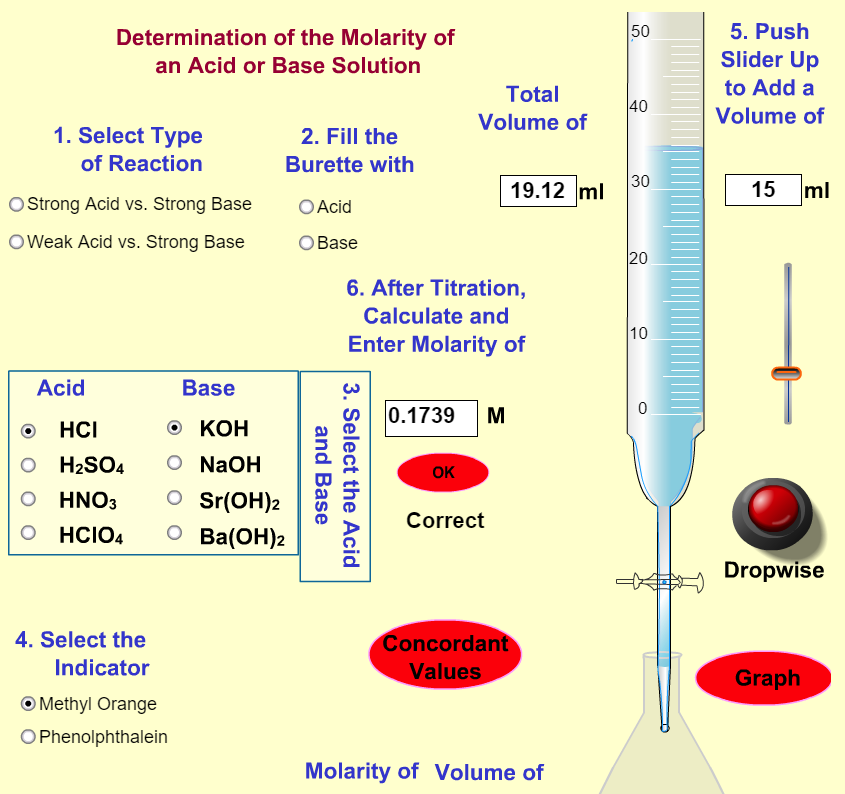 Determination of the Molarity of
an Acid or Base Solution
1. Select Type
of Reaction
Strong Acid vs. Strong Base
Weak Acid vs. Strong Base
2. Fill the
Burette with
Acid
Base
Total
Volume of
19.12 ml
50
40
30
20
10
0
5. Push
Slider Up
to Add a
Volume of
15 ml
6. After Titration,
Calculate and
Enter Molarity of
0.1739 M
OK
Correct
Acid Base
HCl KOH
H₂SO₄ NaOH
HNO₃ Sr(OH)₂
HClO₄ Ba(OH)₂
3. Select the Acid
and Base
Dropwise
4. Select the
Indicator
Methyl Orange
Phenolphthalein
Concordant
Values
Graph
Molarity of Volume of